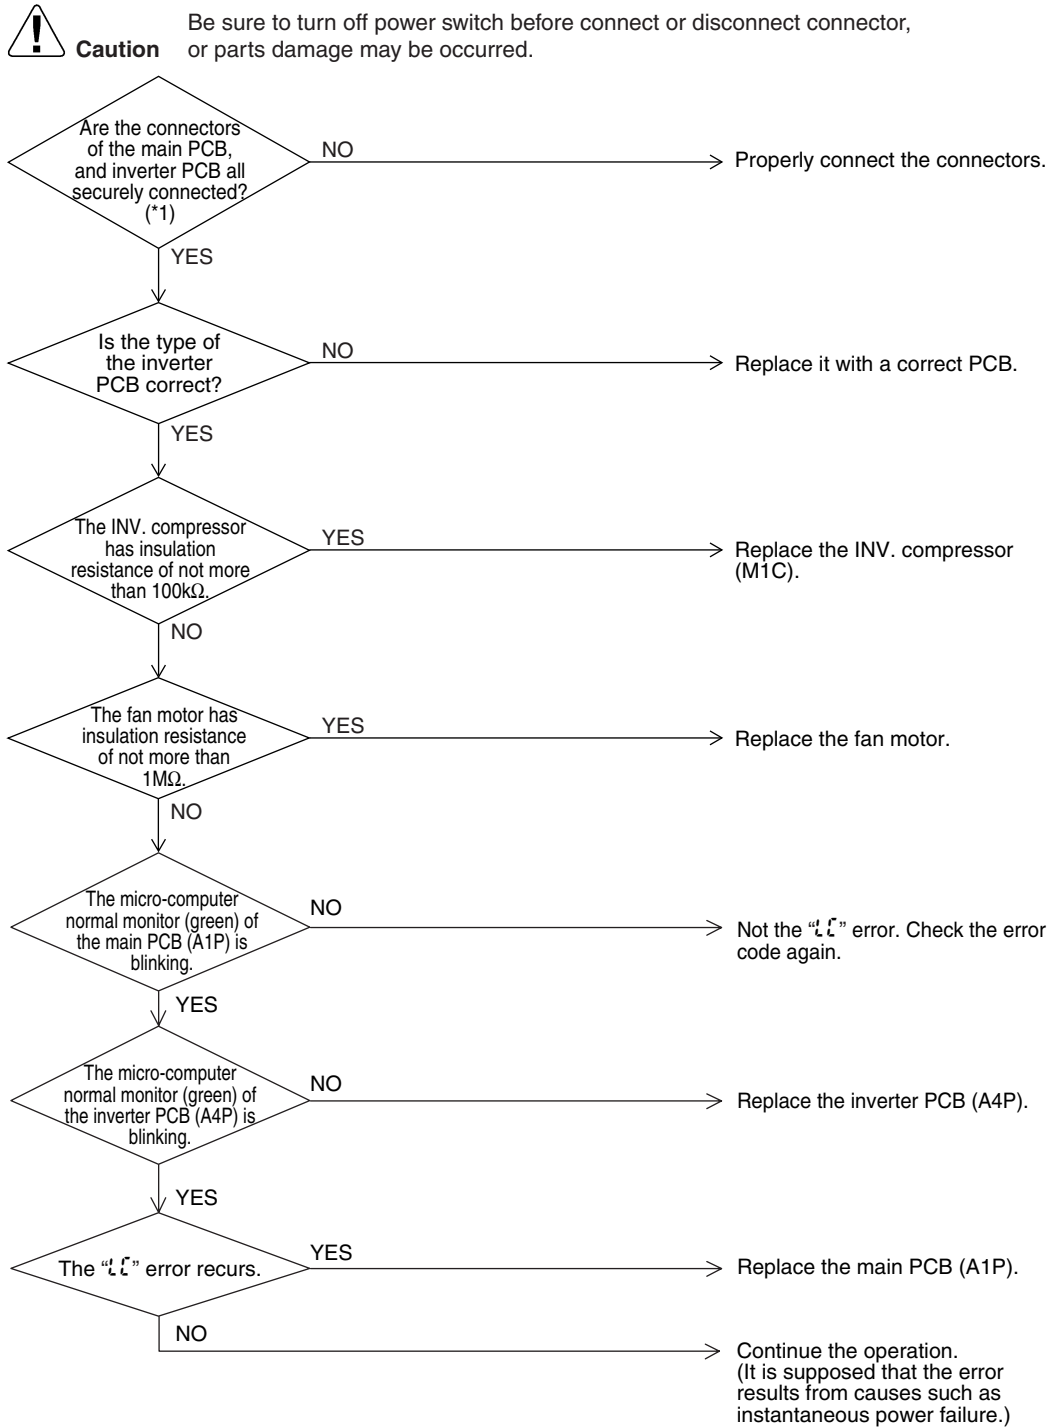 Be sure to turn off power switch before connect or disconnect connector,
Caution or parts damage may be occurred.
Are the connectors
of the main PCB,
and inverter PCB all
securely connected?
(*1)
NO
Properly connect the connectors.
YES
Is the type of
the inverter
PCB correct?
NO
Replace it with a correct PCB.
YES
The INV. compressor
has insulation
resistance of not more
than 100kΩ.
YES
Replace the INV. compressor
(M1C).
NO
The fan motor has
insulation resistance
of not more than
1MΩ.
YES
Replace the fan motor.
NO
The micro-computer
normal monitor (green) of
the main PCB (A1P) is
blinking.
NO
Not the “LC” error. Check the error
code again.
YES
The micro-computer
normal monitor (green) of
the inverter PCB (A4P) is
blinking.
NO
Replace the inverter PCB (A4P).
YES
The “LC” error recurs.
YES
Replace the main PCB (A1P).
NO
Continue the operation.
(It is supposed that the error
results from causes such as
instantaneous power failure.)